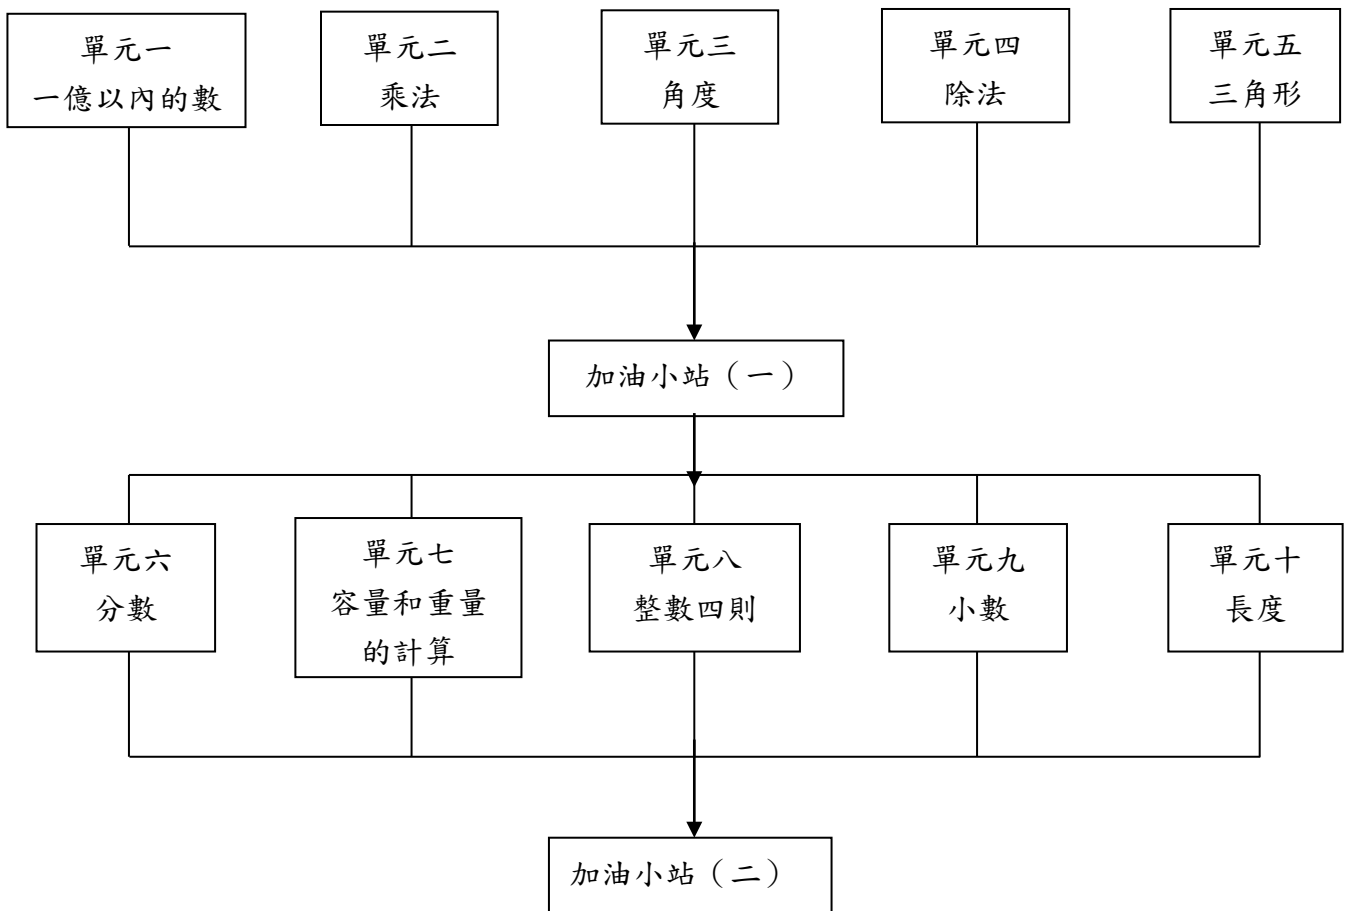 單元一
一億以內的數
單元二
乘法
單元三
角度
單元四
除法
單元五
三角形
加油小站（一）
單元六
分數
單元七
容量和重量
的計算
單元八
整數四則
單元九
小數
單元十
長度
加油小站（二）